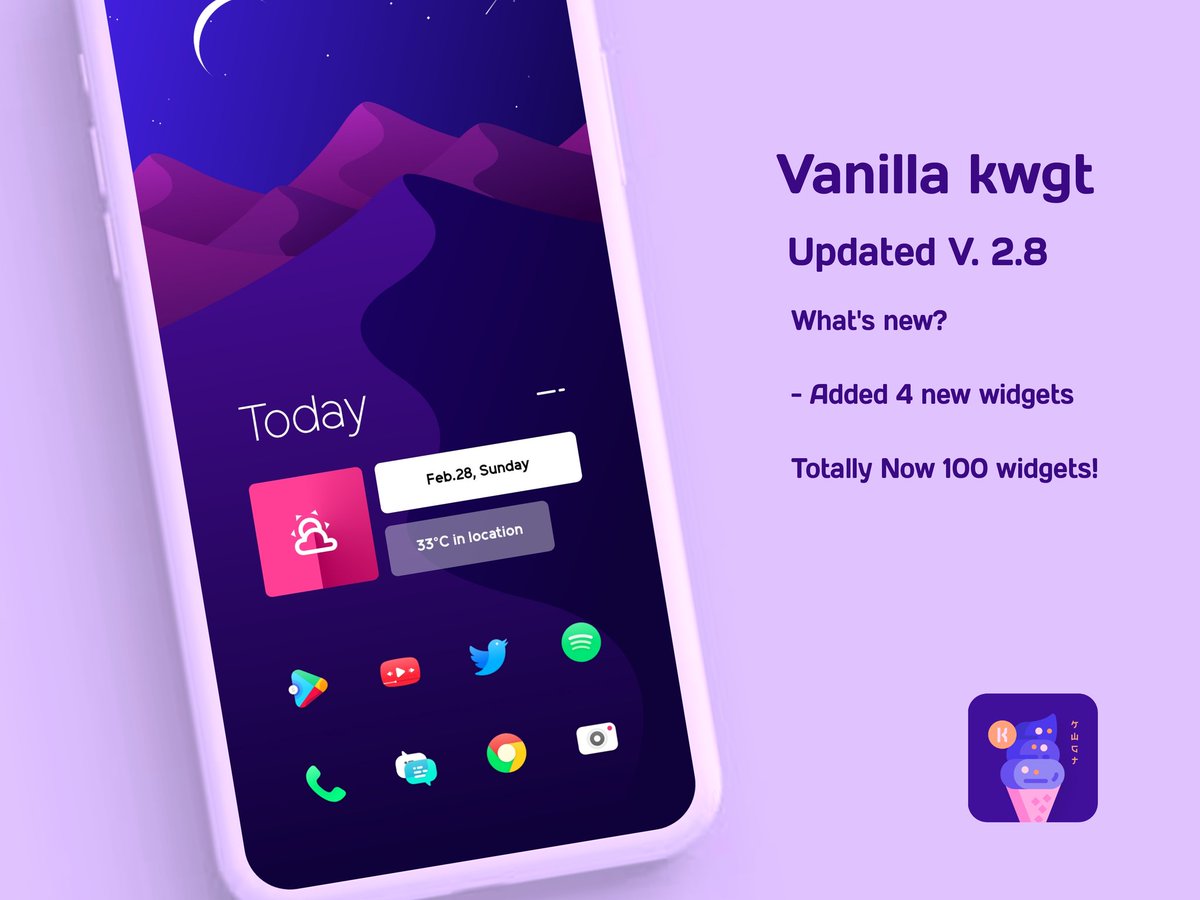 Vanilla kwgt
Updated V. 2.8
What's new?
- Added 4 new widgets
Totally Now 100 widgets!
Today
Feb.28, Sunday
33°C in location
K